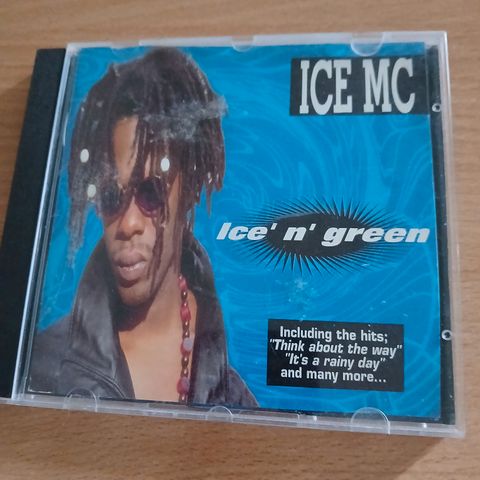 ICE MC
Ice' n' green
Including the hits;
"Think about the way"
"It's a rainy day"
and many more...